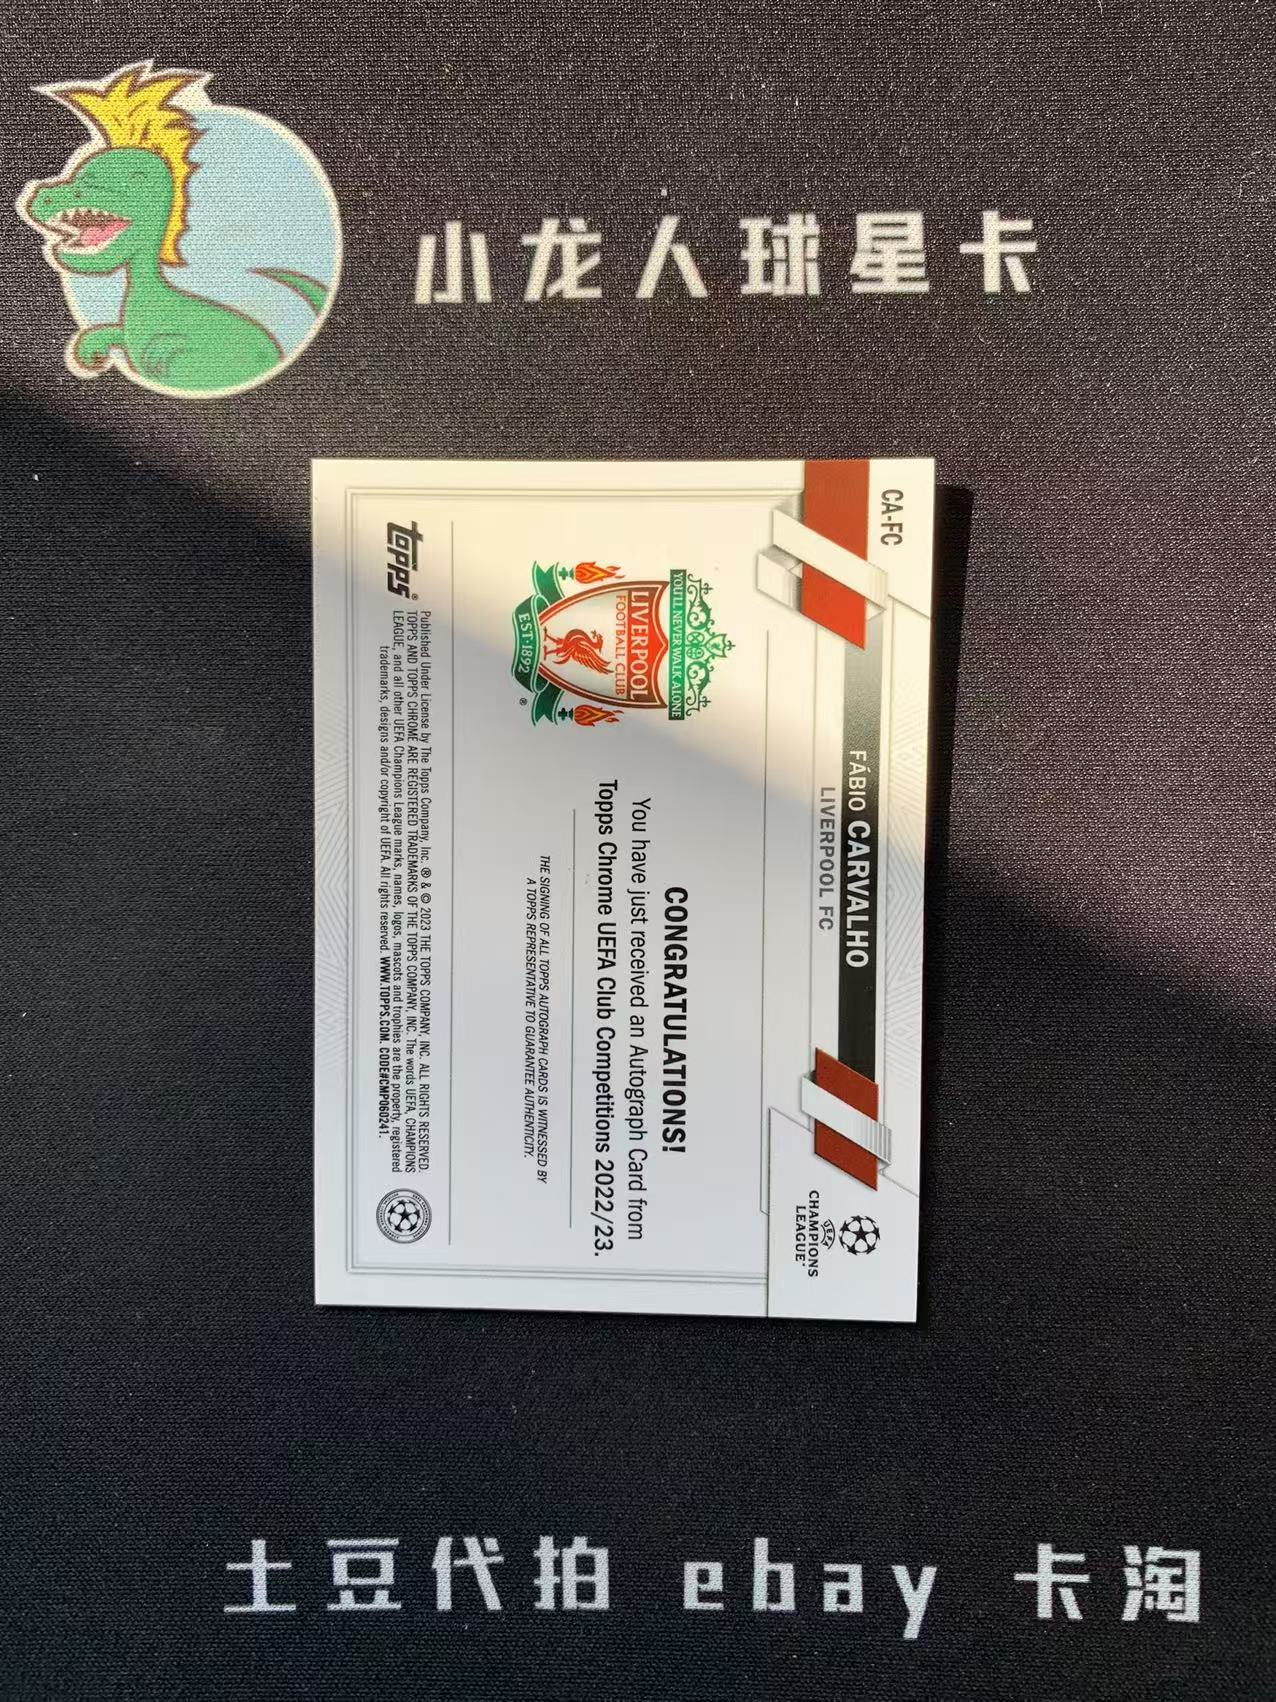 小龙人球星卡
CA-FC
FÁBIO CARVALHO
LIVERPOOL FC
UEFA
CHAMPIONS
LEAGUE
YOU'LL NEVER WALK ALONE
LIVERPOOL
FOOTBALL CLUB
EST·1892
®
CONGRATULATIONS!
You have just received an Autograph Card from
Topps Chrome UEFA Club Competitions 2022/23.
THE SIGNING OF ALL TOPPS AUTOGRAPH CARDS IS WITNESSED BY
A TOPPS REPRESENTATIVE TO GUARANTEE AUTHENTICITY.
topps®
Published Under License by The Topps Company, Inc. ® & © 2023 THE TOPPS COMPANY, INC. ALL RIGHTS RESERVED.
TOPPS AND TOPPS CHROME ARE REGISTERED TRADEMARKS OF THE TOPPS COMPANY, INC. The words UEFA, CHAMPIONS
LEAGUE, and all other UEFA Champions League marks, names, logos, mascots and trophies are the property, registered
trademarks, designs and/or copyright of UEFA. All rights reserved. WWW.TOPPS.COM. CODE#CMP060241.
土豆代拍 ebay 卡淘